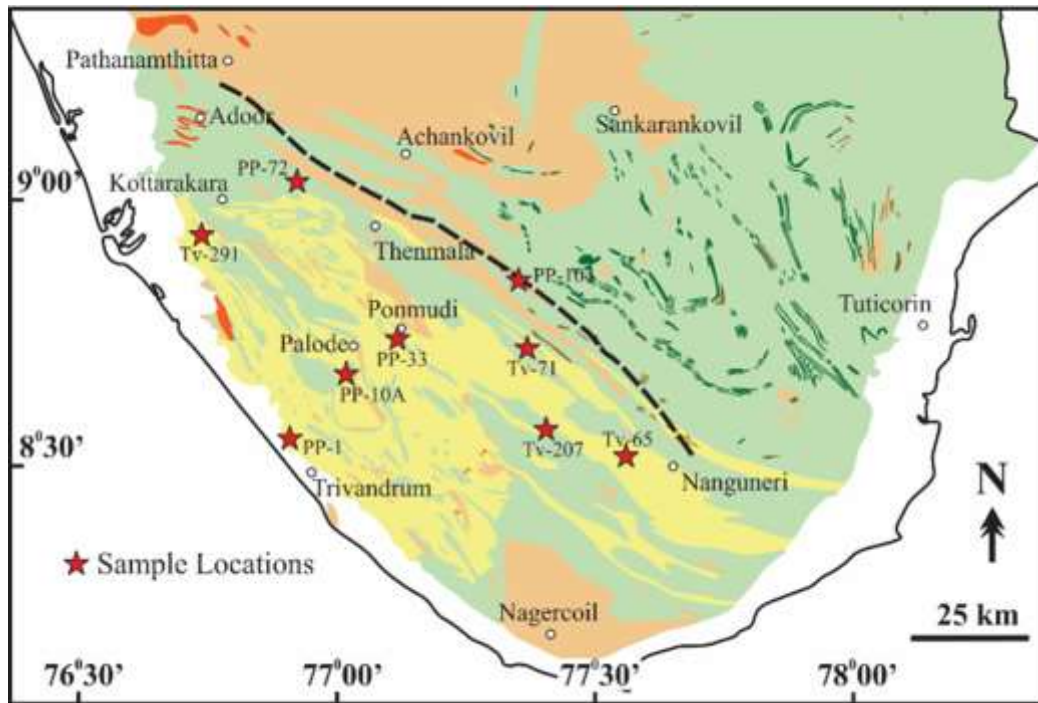 Pathanamthitta
Adoor
Achankovil
Sankarankovil
PP-72
9°00'
Kottarakara
Thenmala
Tv-291
PP-103
Tuticorin
Ponmudi
Palode
PP-33
Tv-71
PP-10A
8°30'
PP-1
Tv-207
Tv-65
Nanguneri
Trivandrum
N
Sample Locations
Nagercoil
25 km
76°30'
77°00'
77°30'
78°00'